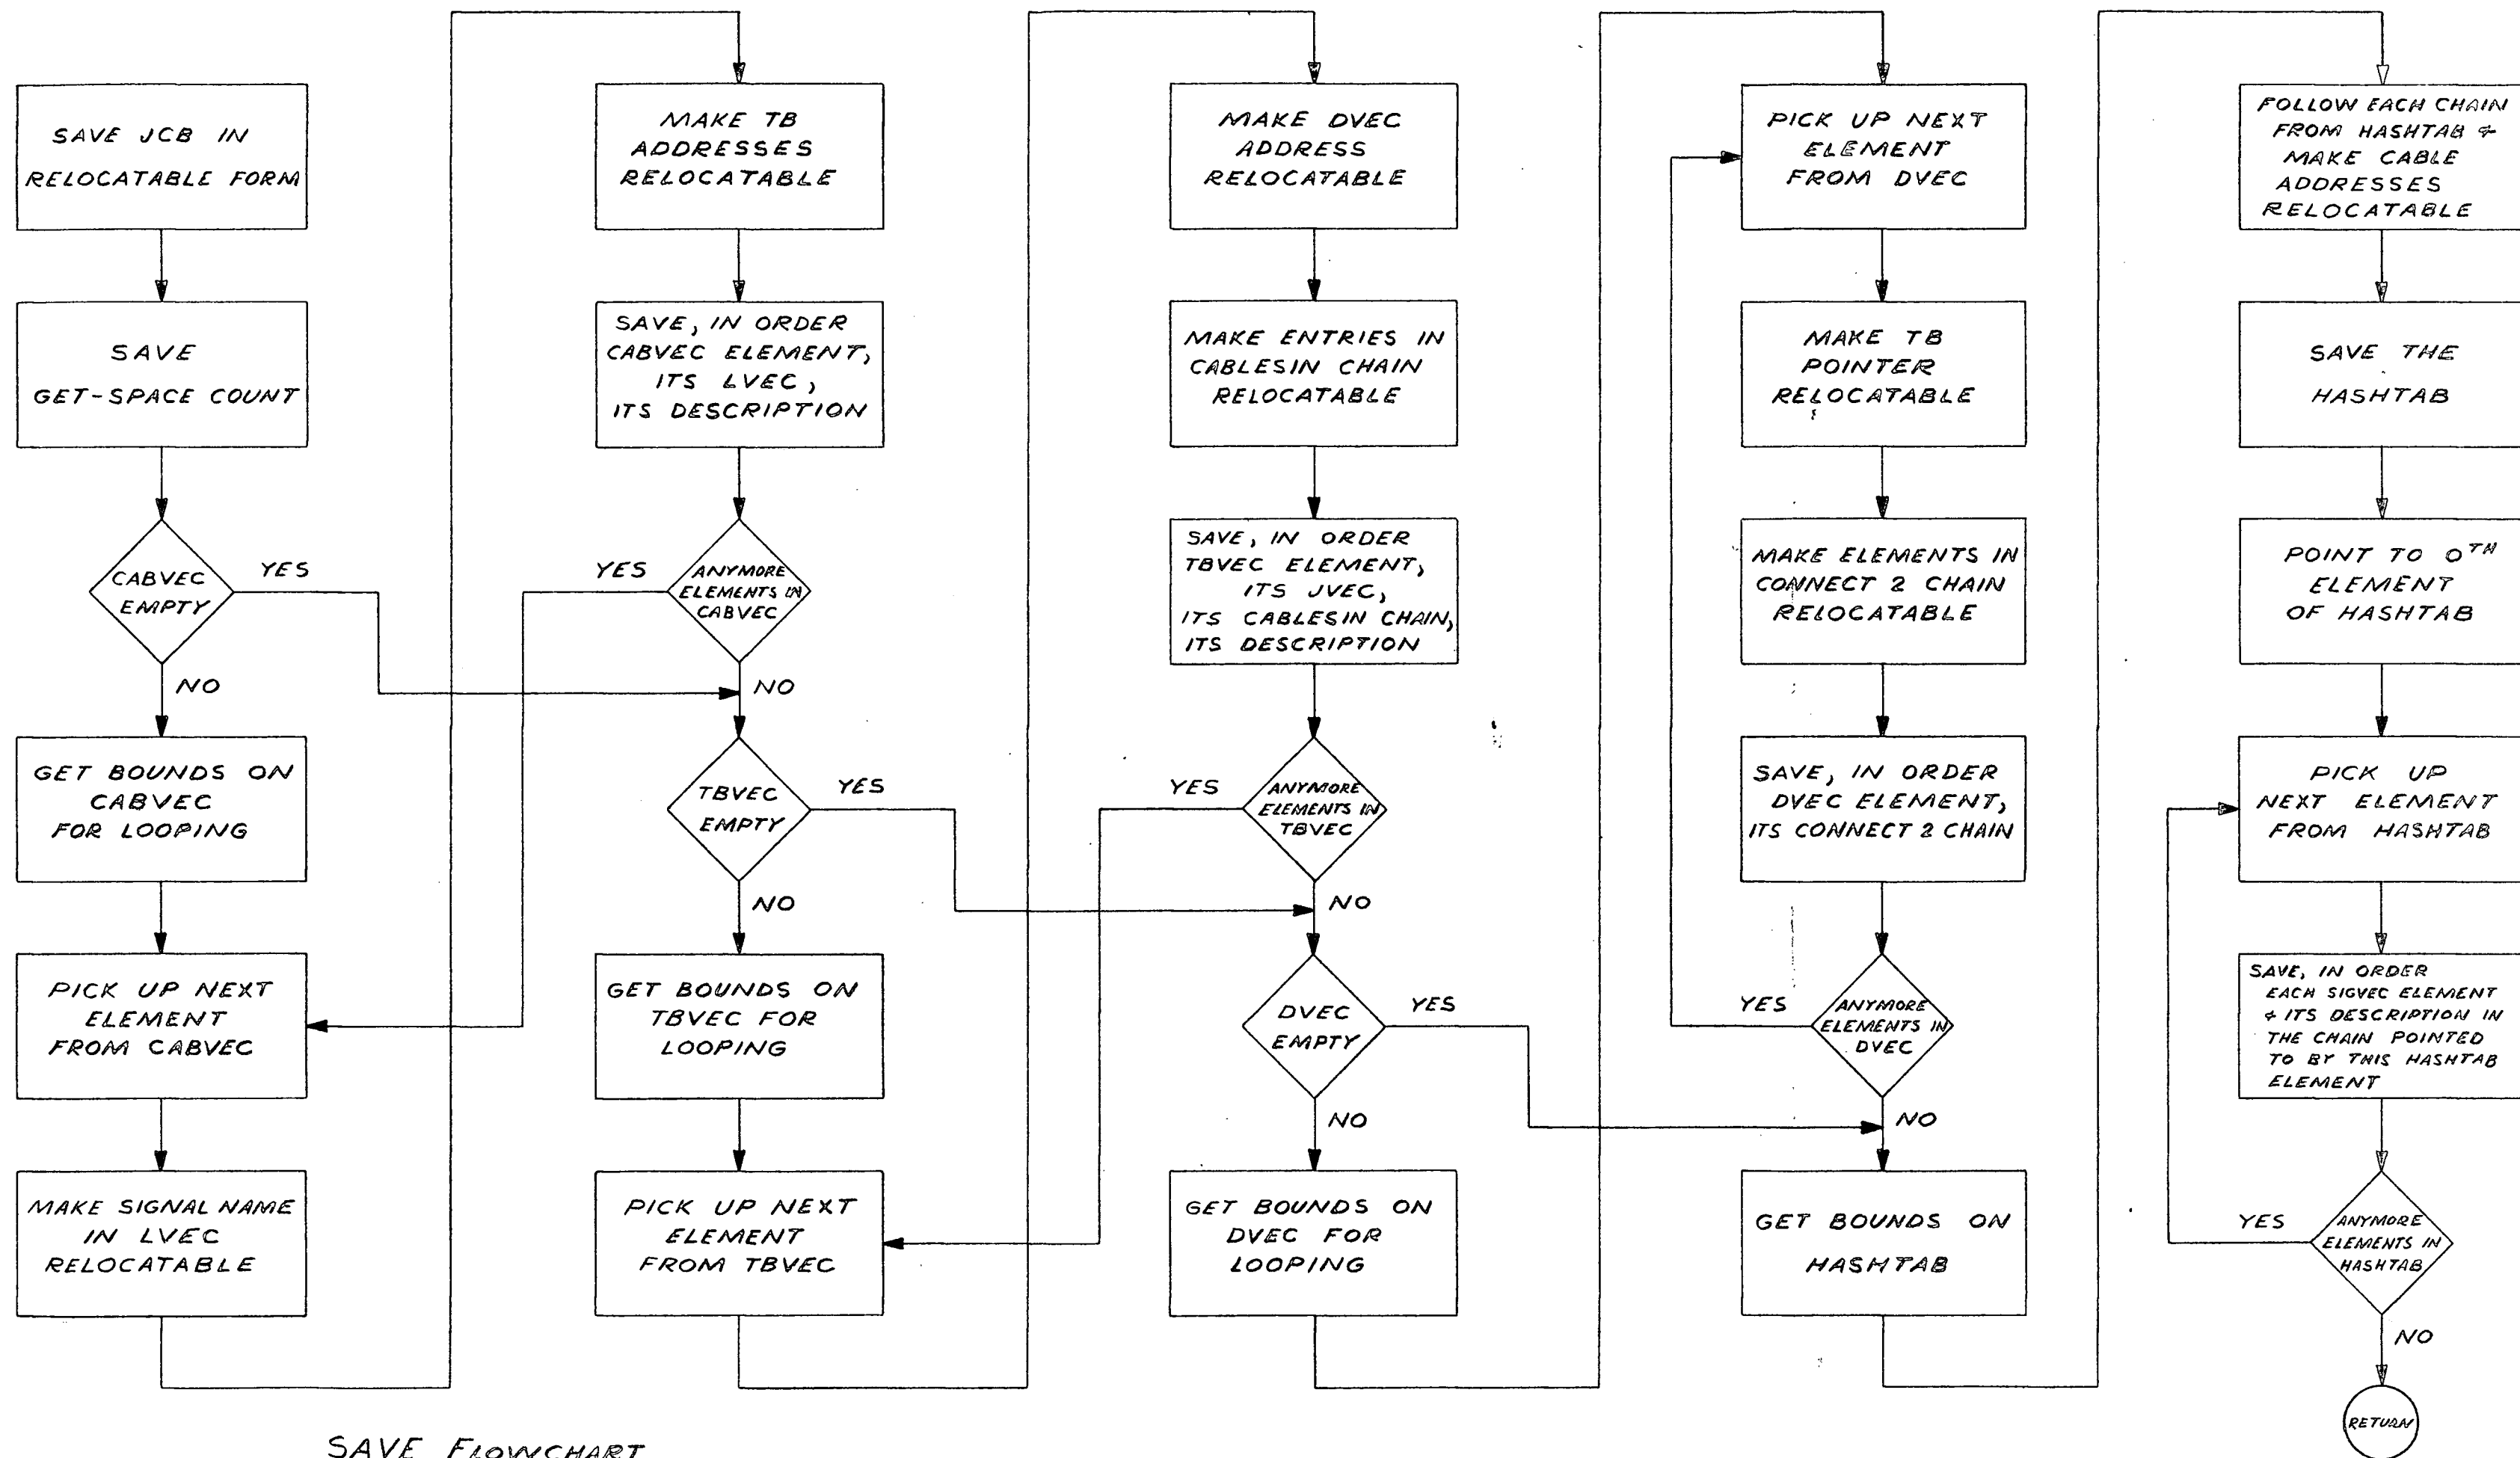 SAVE JCB IN
RELOCATABLE FORM
SAVE
GET-SPACE COUNT
CABVEC
EMPTY
YES
NO
GET BOUNDS ON
CABVEC
FOR LOOPING
PICK UP NEXT
ELEMENT
FROM CABVEC
MAKE SIGNAL NAME
IN LVEC
RELOCATABLE
MAKE TB
ADDRESSES
RELOCATABLE
SAVE, IN ORDER
CABVEC ELEMENT,
ITS LVEC,
ITS DESCRIPTION
YES
ANYMORE
ELEMENTS IN
CABVEC
NO
TBVEC
EMPTY
YES
NO
GET BOUNDS ON
TBVEC FOR
LOOPING
PICK UP NEXT
ELEMENT
FROM TBVEC
MAKE DVEC
ADDRESS
RELOCATABLE
MAKE ENTRIES IN
CABLESIN CHAIN
RELOCATABLE
SAVE, IN ORDER
TBVEC ELEMENT,
ITS JVEC,
ITS CABLESIN CHAIN,
ITS DESCRIPTION
YES
ANYMORE
ELEMENTS IN
TBVEC
NO
DVEC
EMPTY
YES
NO
GET BOUNDS ON
DVEC FOR
LOOPING
PICK UP NEXT
ELEMENT
FROM DVEC
MAKE TB
POINTER
RELOCATABLE
MAKE ELEMENTS IN
CONNECT 2 CHAIN
RELOCATABLE
SAVE, IN ORDER
DVEC ELEMENT,
ITS CONNECT 2 CHAIN
YES
ANYMORE
ELEMENTS IN
DVEC
NO
GET BOUNDS ON
HASHTAB
FOLLOW EACH CHAIN
FROM HASHTAB &
MAKE CABLE
ADDRESSES
RELOCATABLE
SAVE THE
HASHTAB
POINT TO 0TH
ELEMENT
OF HASHTAB
PICK UP
NEXT ELEMENT
FROM HASHTAB
SAVE, IN ORDER
EACH SIGVEC ELEMENT
& ITS DESCRIPTION IN
THE CHAIN POINTED
TO BY THIS HASHTAB
ELEMENT
YES
ANYMORE
ELEMENTS IN
HASHTAB
NO
RETURN
SAVE FLOWCHART